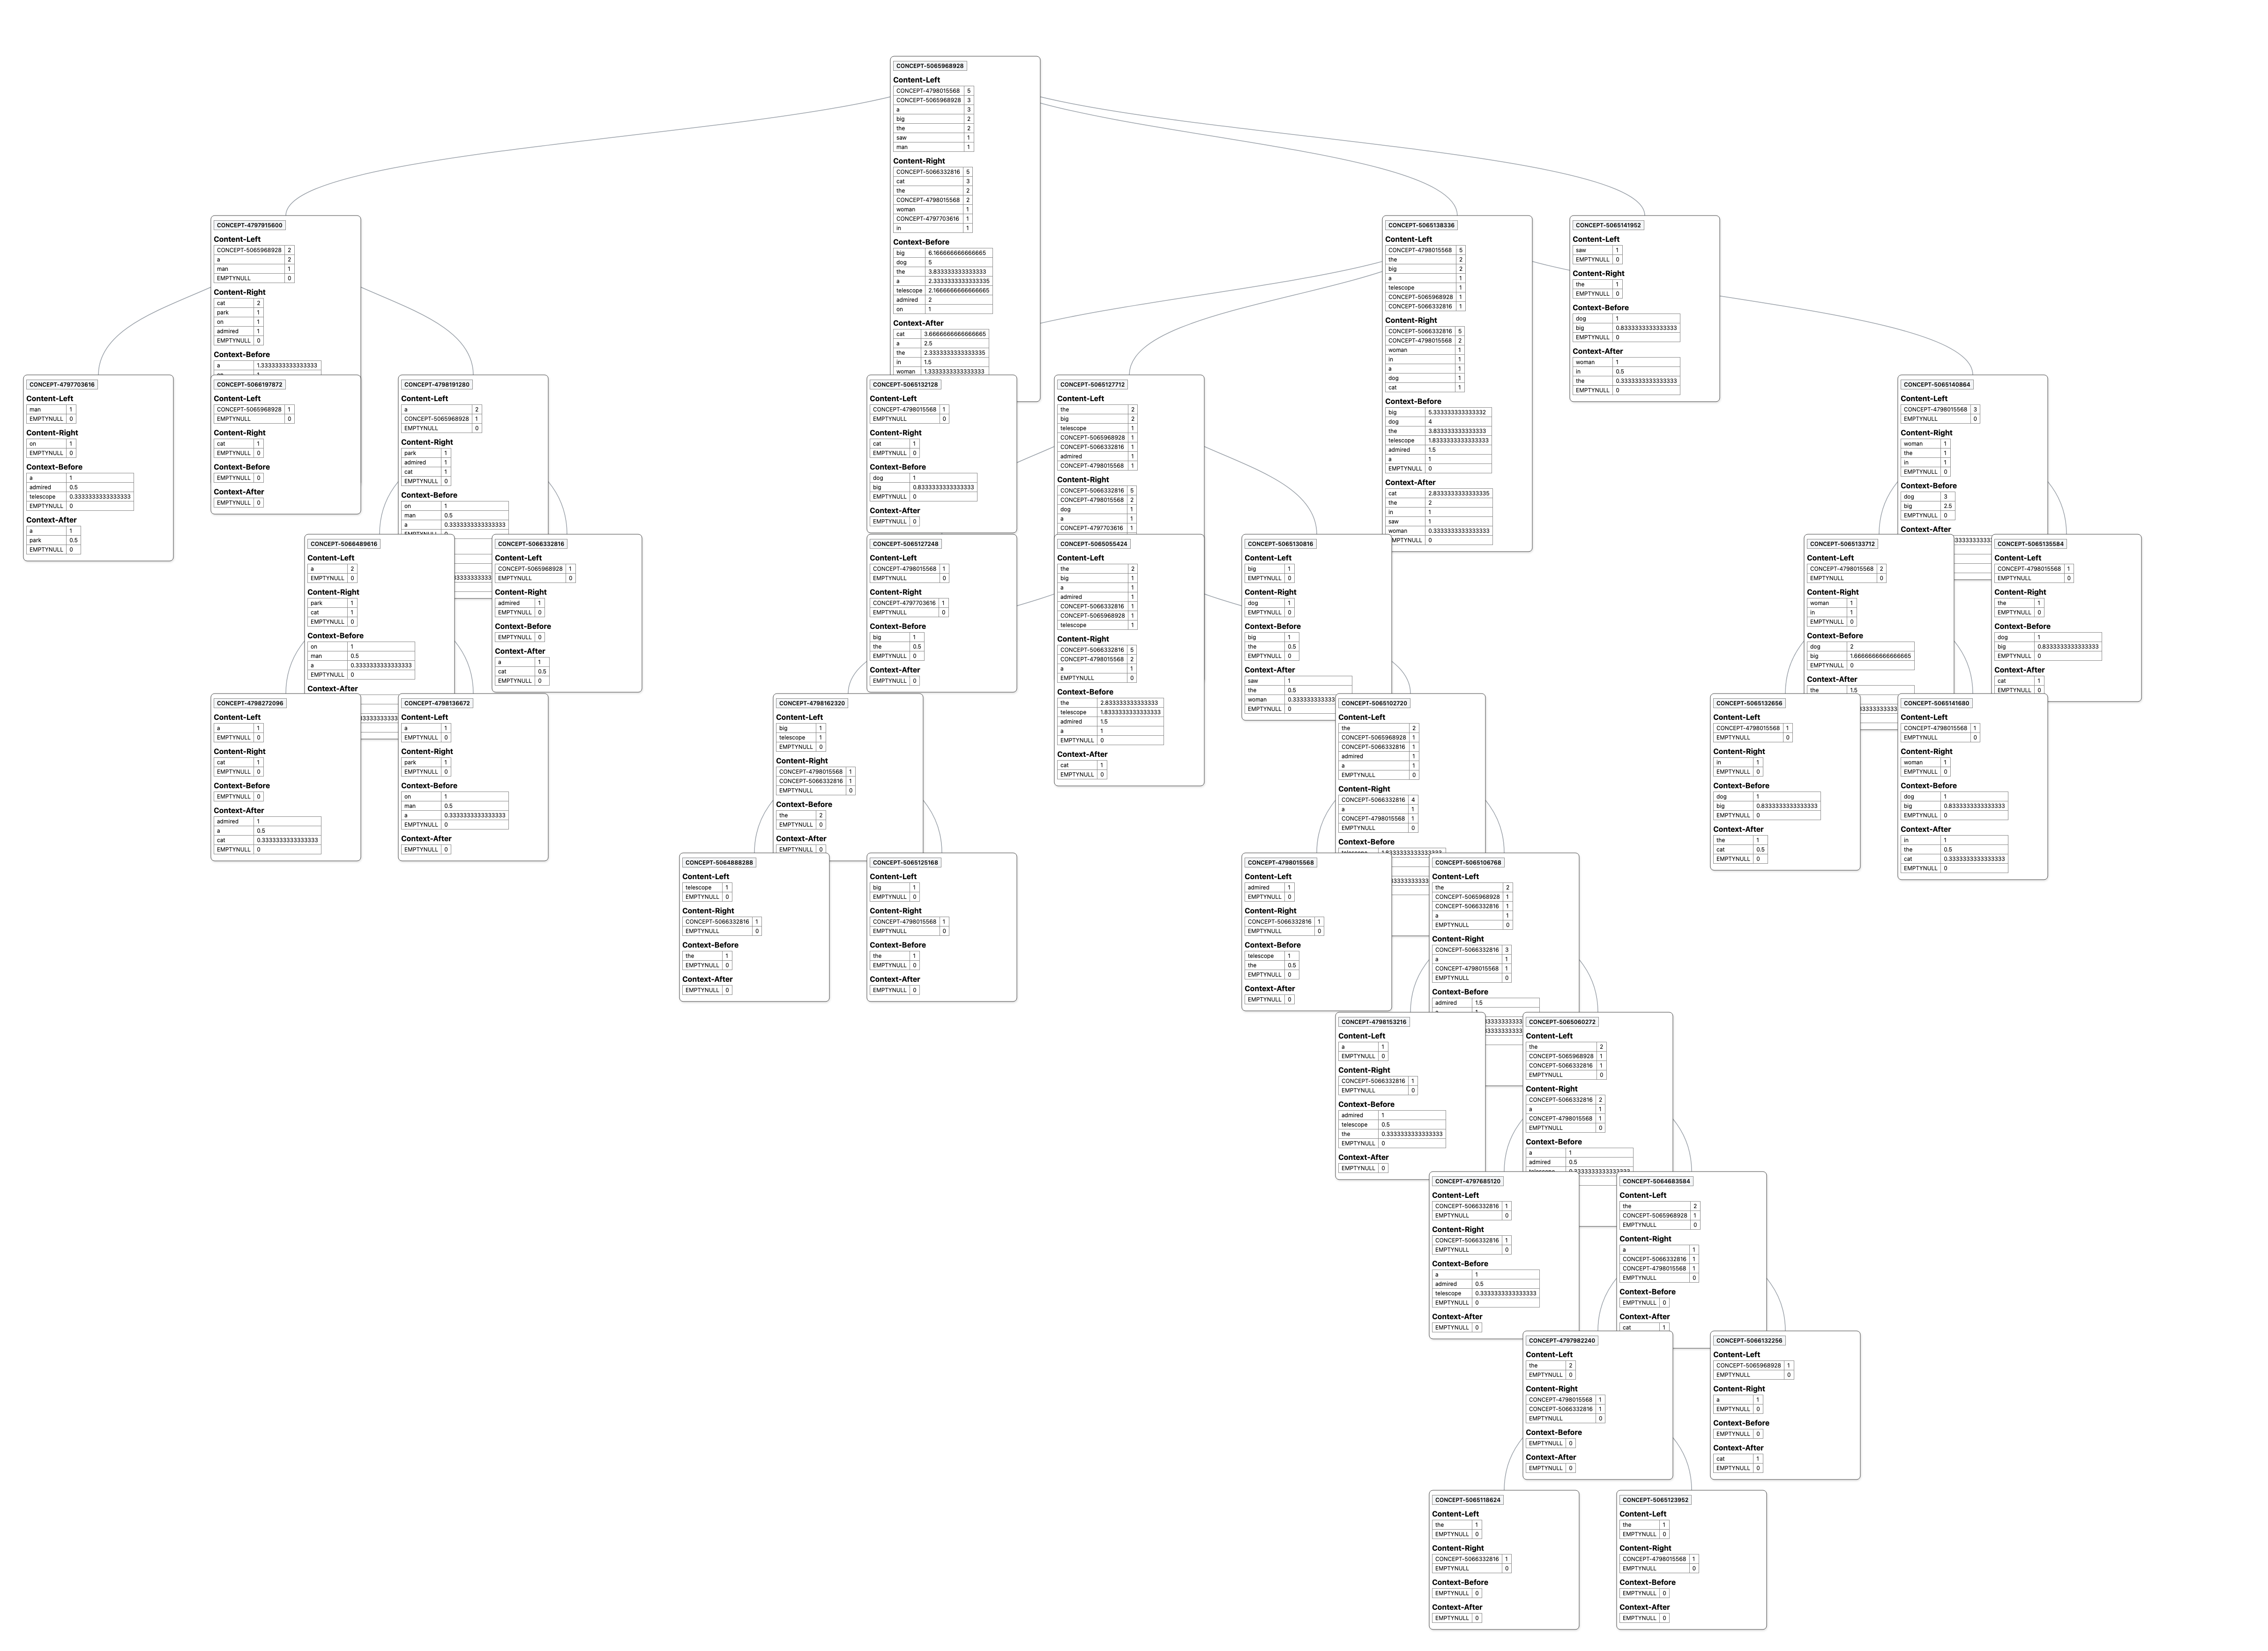 CONCEPT-5065968928
Content-Left
CONCEPT-4798015568 5
CONCEPT-5065968928 3
a 3
big 2
the 2
saw 1
man 1
Content-Right
CONCEPT-5066332816 5
cat 3
the 2
CONCEPT-4798015568 2
woman 1
CONCEPT-4797703616 1
in 1
Context-Before
big 6.166666666666665
dog 5
the 3.833333333333333
a 2.3333333333333335
telescope 2.1666666666666665
admired 2
on 1
Context-After
cat 3.6666666666666665
a 2.5
the 2.3333333333333335
in 1.5
woman 1.3333333333333333
CONCEPT-4797915600
Content-Left
CONCEPT-5065968928 2
a 2
man 1
EMPTYNULL 0
Content-Right
cat 2
park 1
on 1
admired 1
EMPTYNULL 0
Context-Before
a 1.3333333333333333
CONCEPT-5065138336
Content-Left
CONCEPT-4798015568 5
the 2
big 2
a 1
telescope 1
CONCEPT-5065968928 1
CONCEPT-5066332816 1
Content-Right
CONCEPT-5066332816 5
CONCEPT-4798015568 2
woman 1
in 1
a 1
dog 1
cat 1
Context-Before
big 5.333333333333332
dog 4
the 3.833333333333333
telescope 1.8333333333333333
admired 1.5
a 1
EMPTYNULL 0
Context-After
cat 2.8333333333333335
the 2
in 1
saw 1
woman 0.3333333333333333
EMPTYNULL 0
CONCEPT-5065141952
Content-Left
saw 1
EMPTYNULL 0
Content-Right
the 1
EMPTYNULL 0
Context-Before
dog 1
big 0.8333333333333333
Context-After
woman 1
in 0.5
the 0.3333333333333333
EMPTYNULL 0
CONCEPT-4797703616
Content-Left
man 1
EMPTYNULL 0
Content-Right
on 1
EMPTYNULL 0
Context-Before
a 1
admired 0.5
telescope 0.3333333333333333
EMPTYNULL 0
Context-After
a 1
park 0.5
EMPTYNULL 0
CONCEPT-5066197872
Content-Left
CONCEPT-5065968928 1
EMPTYNULL 0
Content-Right
cat 1
EMPTYNULL 0
Context-Before
EMPTYNULL 0
Context-After
EMPTYNULL 0
CONCEPT-4798191280
Content-Left
a 2
CONCEPT-5065968928 1
EMPTYNULL 0
Content-Right
park 1
admired 1
cat 1
EMPTYNULL 0
Context-Before
on 1
man 0.5
a 0.3333333333333333
CONCEPT-5065132128
Content-Left
CONCEPT-4798015568 1
EMPTYNULL 0
Content-Right
cat 1
EMPTYNULL 0
Context-Before
dog 1
big 0.8333333333333333
EMPTYNULL 0
Context-After
EMPTYNULL 0
CONCEPT-5065127712
Content-Left
the 2
big 2
telescope 1
CONCEPT-5065968928 1
CONCEPT-5066332816 1
admired 1
CONCEPT-4798015568 1
Content-Right
CONCEPT-5066332816 5
CONCEPT-4798015568 2
dog 1
a 1
CONCEPT-4797703616 1
CONCEPT-5065140864
Content-Left
CONCEPT-4798015568 3
EMPTYNULL 0
Content-Right
woman 1
the 1
in 1
EMPTYNULL 0
Context-Before
dog 3
big 2.5
EMPTYNULL 0
Context-After
CONCEPT-5066489616
Content-Left
a 2
EMPTYNULL 0
Content-Right
park 1
cat 1
EMPTYNULL 0
Context-Before
on 1
man 0.5
a 0.3333333333333333
EMPTYNULL 0
Context-After
CONCEPT-5066332816
Content-Left
CONCEPT-5065968928 1
EMPTYNULL 0
Content-Right
admired 1
EMPTYNULL 0
Context-Before
EMPTYNULL 0
Context-After
a 1
cat 0.5
EMPTYNULL 0
CONCEPT-5065127248
Content-Left
CONCEPT-4798015568 1
EMPTYNULL 0
Content-Right
CONCEPT-4797703616 1
EMPTYNULL 0
Context-Before
big 1
the 0.5
EMPTYNULL 0
Context-After
EMPTYNULL 0
CONCEPT-5065055424
Content-Left
the 2
big 1
a 1
admired 1
CONCEPT-5066332816 1
CONCEPT-5065968928 1
telescope 1
Content-Right
CONCEPT-5066332816 5
CONCEPT-4798015568 2
a 1
EMPTYNULL 0
Context-Before
the 2.833333333333333
telescope 1.8333333333333333
admired 1.5
a 1
EMPTYNULL 0
Context-After
cat 1
EMPTYNULL 0
CONCEPT-5065130816
Content-Left
big 1
EMPTYNULL 0
Content-Right
dog 1
EMPTYNULL 0
Context-Before
big 1
the 0.5
EMPTYNULL 0
Context-After
saw 1
the 0.5
woman 0.333333333333
EMPTYNULL 0
CONCEPT-5065133712
Content-Left
CONCEPT-4798015568 2
EMPTYNULL 0
Content-Right
woman 1
in 1
EMPTYNULL 0
Context-Before
dog 2
big 1.6666666666666665
EMPTYNULL 0
Context-After
the 1.5
CONCEPT-5065135584
Content-Left
CONCEPT-4798015568 1
EMPTYNULL 0
Content-Right
the 1
EMPTYNULL 0
Context-Before
dog 1
big 0.8333333333333333
EMPTYNULL 0
Context-After
cat 1
EMPTYNULL 0
CONCEPT-4798272096
Content-Left
a 1
EMPTYNULL 0
Content-Right
cat 1
EMPTYNULL 0
Context-Before
EMPTYNULL 0
Context-After
admired 1
a 0.5
cat 0.3333333333333333
EMPTYNULL 0
CONCEPT-4798136672
Content-Left
a 1
EMPTYNULL 0
Content-Right
park 1
EMPTYNULL 0
Context-Before
on 1
man 0.5
a 0.3333333333333333
EMPTYNULL 0
Context-After
EMPTYNULL 0
CONCEPT-4798162320
Content-Left
big 1
telescope 1
EMPTYNULL 0
Content-Right
CONCEPT-4798015568 1
CONCEPT-5066332816 1
EMPTYNULL 0
Context-Before
the 2
EMPTYNULL 0
Context-After
EMPTYNULL 0
CONCEPT-5065102720
Content-Left
the 2
CONCEPT-5065968928 1
CONCEPT-5066332816 1
admired 1
a 1
EMPTYNULL 0
Content-Right
CONCEPT-5066332816 4
a 1
CONCEPT-4798015568 1
EMPTYNULL 0
Context-Before
CONCEPT-5065132656
Content-Left
CONCEPT-4798015568 1
EMPTYNULL 0
Content-Right
in 1
EMPTYNULL 0
Context-Before
dog 1
big 0.8333333333333333
EMPTYNULL 0
Context-After
the 1
cat 0.5
EMPTYNULL 0
CONCEPT-5065141680
Content-Left
CONCEPT-4798015568 1
EMPTYNULL 0
Content-Right
woman 1
EMPTYNULL 0
Context-Before
dog 1
big 0.8333333333333333
EMPTYNULL 0
Context-After
in 1
the 0.5
cat 0.3333333333333333
EMPTYNULL 0
CONCEPT-5064888288
Content-Left
telescope 1
EMPTYNULL 0
Content-Right
CONCEPT-5066332816 1
EMPTYNULL 0
Context-Before
the 1
EMPTYNULL 0
Context-After
EMPTYNULL 0
CONCEPT-5065125168
Content-Left
big 1
EMPTYNULL 0
Content-Right
CONCEPT-4798015568 1
EMPTYNULL 0
Context-Before
the 1
EMPTYNULL 0
Context-After
EMPTYNULL 0
CONCEPT-4798015568
Content-Left
admired 1
EMPTYNULL 0
Content-Right
CONCEPT-5066332816 1
EMPTYNULL 0
Context-Before
telescope 1
the 0.5
EMPTYNULL 0
Context-After
EMPTYNULL 0
CONCEPT-5065106768
Content-Left
the 2
CONCEPT-5065968928 1
CONCEPT-5066332816 1
a 1
EMPTYNULL 0
Content-Right
CONCEPT-5066332816 3
a 1
CONCEPT-4798015568 1
EMPTYNULL 0
Context-Before
admired 1.5
CONCEPT-4798153216
Content-Left
a 1
EMPTYNULL 0
Content-Right
CONCEPT-5066332816 1
EMPTYNULL 0
Context-Before
admired 1
telescope 0.5
the 0.3333333333333333
EMPTYNULL 0
Context-After
EMPTYNULL 0
CONCEPT-5065060272
Content-Left
the 2
CONCEPT-5065968928 1
CONCEPT-5066332816 1
EMPTYNULL 0
Content-Right
CONCEPT-5066332816 2
a 1
CONCEPT-4798015568 1
EMPTYNULL 0
Context-Before
a 1
admired 0.5
CONCEPT-4797685120
Content-Left
CONCEPT-5066332816 1
EMPTYNULL 0
Content-Right
CONCEPT-5066332816 1
EMPTYNULL 0
Context-Before
a 1
admired 0.5
telescope 0.3333333333333333
EMPTYNULL 0
Context-After
EMPTYNULL 0
CONCEPT-5064683584
Content-Left
the 2
CONCEPT-5065968928 1
EMPTYNULL 0
Content-Right
a 1
CONCEPT-5066332816 1
CONCEPT-4798015568 1
EMPTYNULL 0
Context-Before
EMPTYNULL 0
Context-After
cat 1
CONCEPT-4797982240
Content-Left
the 2
EMPTYNULL 0
Content-Right
CONCEPT-4798015568 1
CONCEPT-5066332816 1
EMPTYNULL 0
Context-Before
EMPTYNULL 0
Context-After
EMPTYNULL 0
CONCEPT-5066132256
Content-Left
CONCEPT-5065968928 1
EMPTYNULL 0
Content-Right
a 1
EMPTYNULL 0
Context-Before
EMPTYNULL 0
Context-After
cat 1
EMPTYNULL 0
CONCEPT-5065118624
Content-Left
the 1
EMPTYNULL 0
Content-Right
CONCEPT-5066332816 1
EMPTYNULL 0
Context-Before
EMPTYNULL 0
Context-After
EMPTYNULL 0
CONCEPT-5065123952
Content-Left
the 1
EMPTYNULL 0
Content-Right
CONCEPT-4798015568 1
EMPTYNULL 0
Context-Before
EMPTYNULL 0
Context-After
EMPTYNULL 0